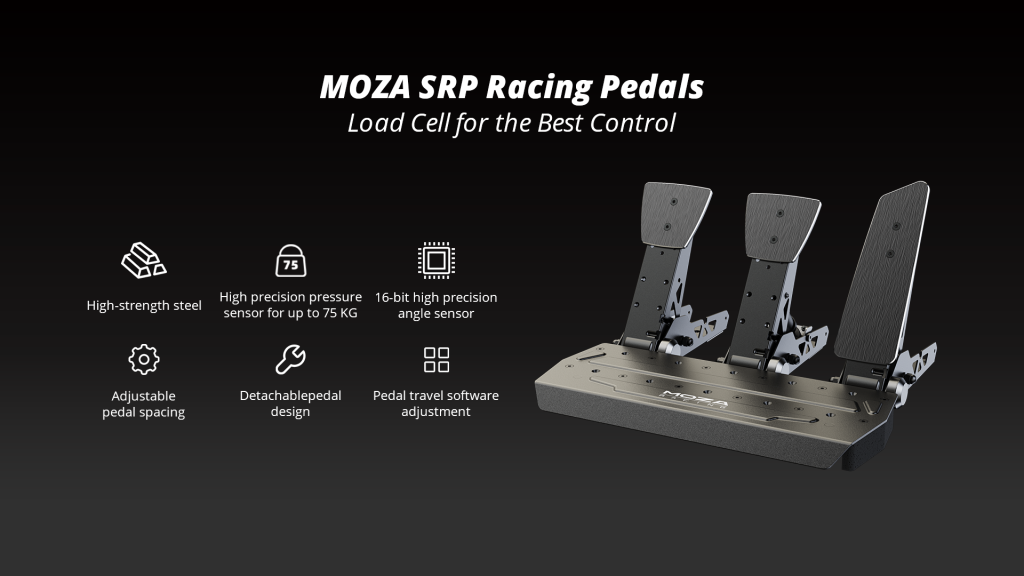 MOZA SRP Racing Pedals
Load Cell for the Best Control
75
High-strength steel
High precision pressure
sensor for up to 75 KG
16-bit high precision
angle sensor
Adjustable
pedal spacing
Detachablepedal
design
Pedal travel software
adjustment
MOZA